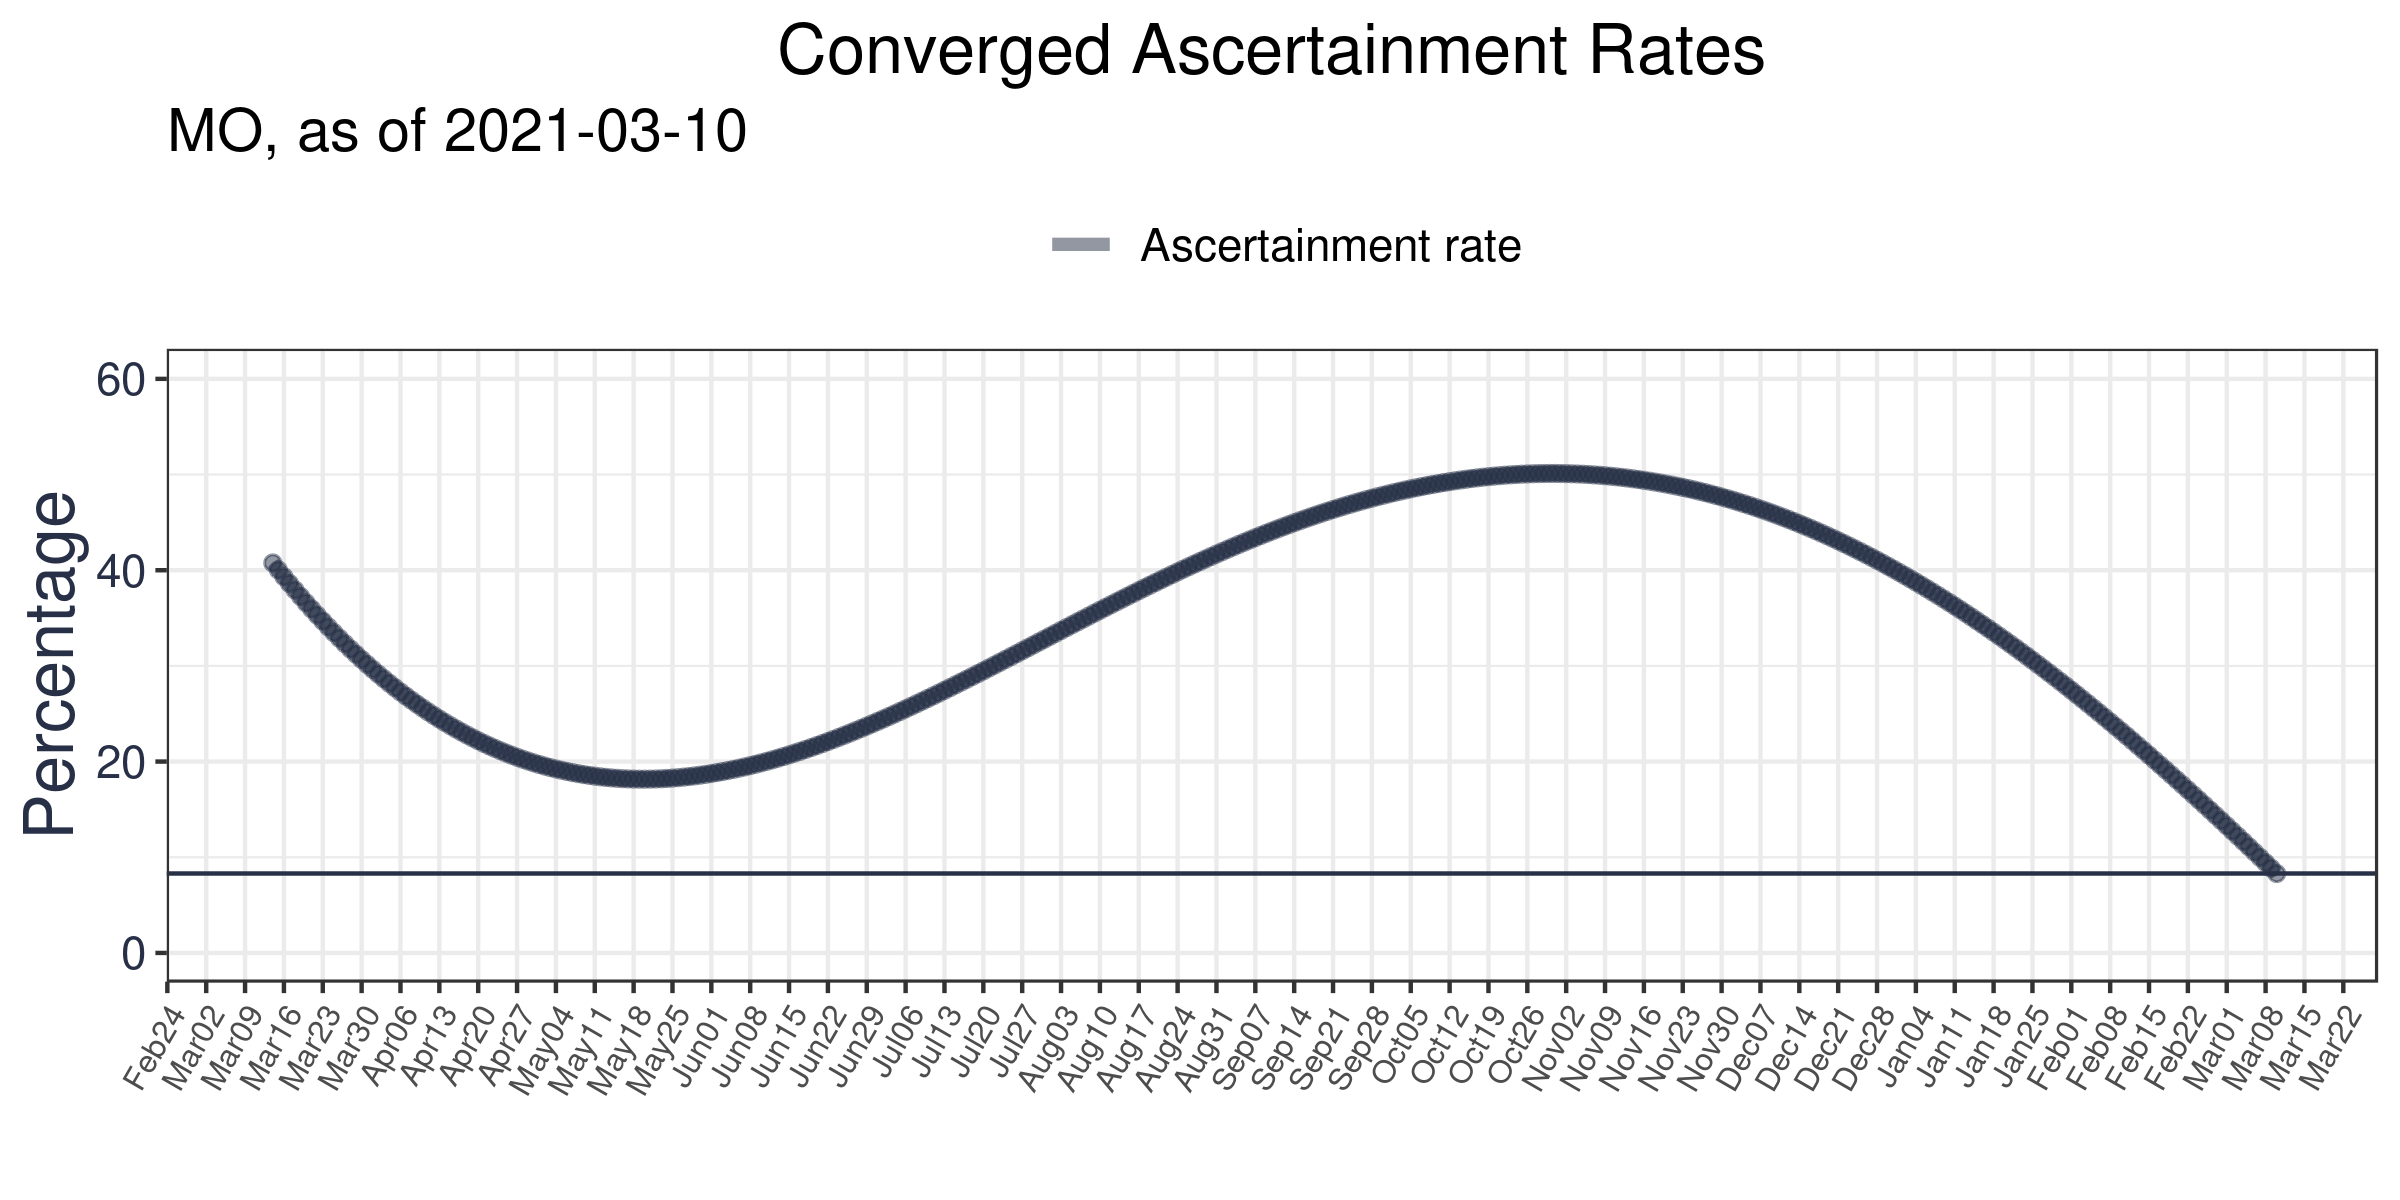 Converged Ascertainment Rates
MO, as of 2021-03-10
Ascertainment rate
Percentage
60
40
20
0
Feb24
Mar02
Mar09
Mar16
Mar23
Mar30
Apr06
Apr13
Apr20
Apr27
May04
May11
May18
May25
Jun01
Jun08
Jun15
Jun22
Jun29
Jul06
Jul13
Jul20
Jul27
Aug03
Aug10
Aug17
Aug24
Aug31
Sep07
Sep14
Sep21
Sep28
Oct05
Oct12
Oct19
Oct26
Nov02
Nov09
Nov16
Nov23
Nov30
Dec07
Dec14
Dec21
Dec28
Jan04
Jan11
Jan18
Jan25
Feb01
Feb08
Feb15
Feb22
Mar01
Mar08
Mar15
Mar22